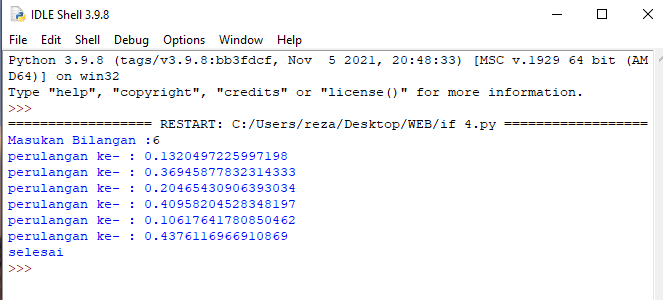 IDLE Shell 3.9.8
File Edit Shell Debug Options Window Help
Python 3.9.8 (tags/v3.9.8:bb3fdcf, Nov  5 2021, 20:48:33) [MSC v.1929 64 bit (AM
D64)] on win32
Type "help", "copyright", "credits" or "license()" for more information.
>>>
=================== RESTART: C:/Users/reza/Desktop/WEB/if 4.py ===================
Masukan Bilangan :6
perulangan ke- : 0.1320497225997198
perulangan ke- : 0.36945877832314333
perulangan ke- : 0.20465430906393034
perulangan ke- : 0.40958204528348197
perulangan ke- : 0.10617641780850462
perulangan ke- : 0.4376116966910869
selesai
>>>